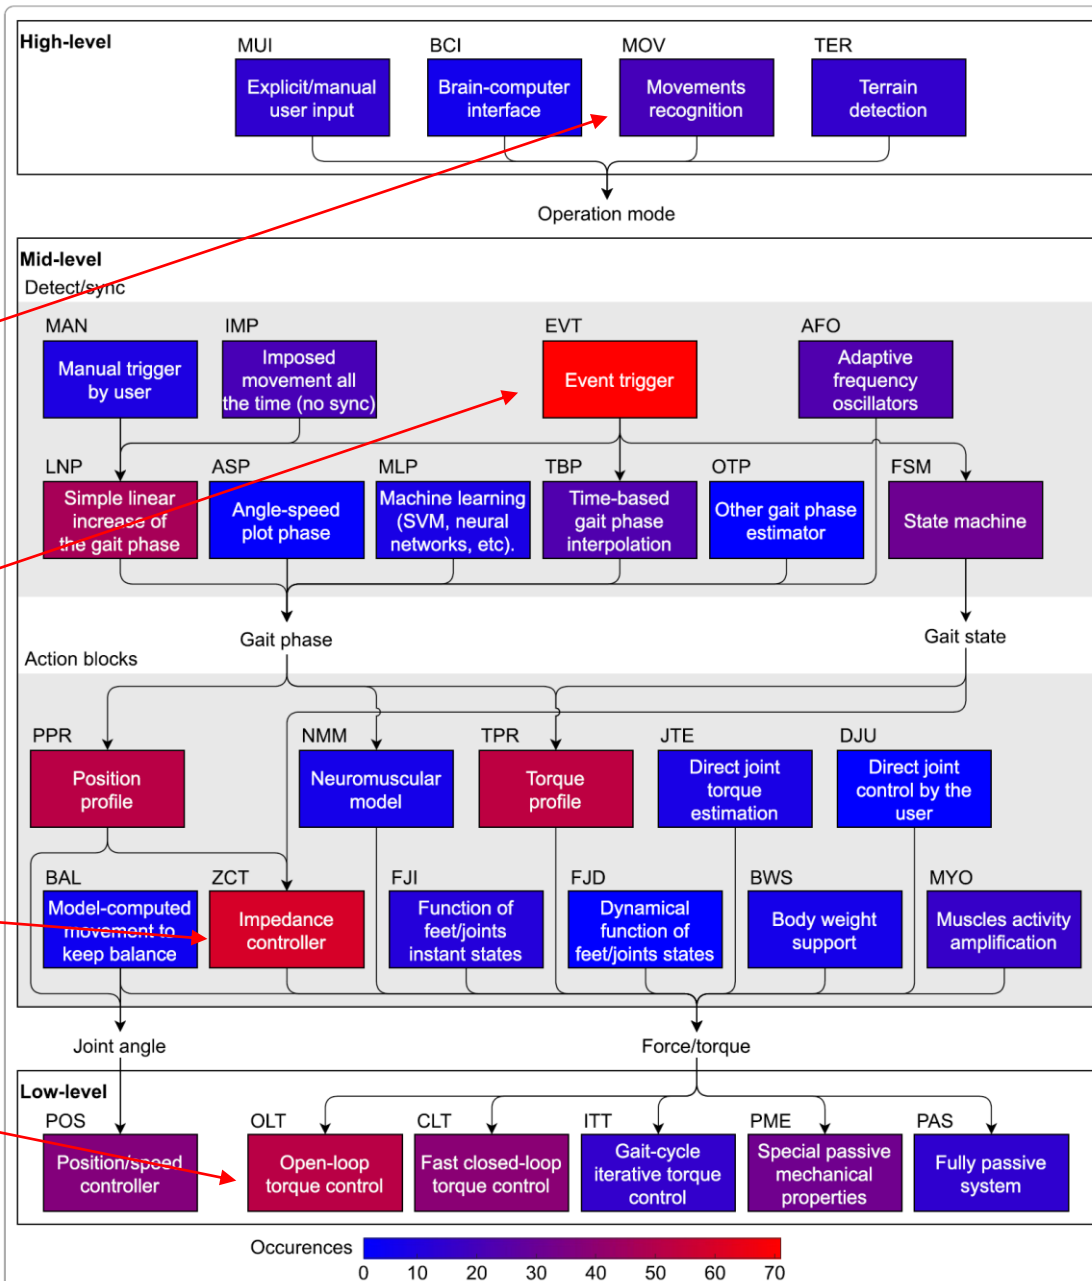 High-level
MUI
BCI
MOV
TER
Explicit/manual
user input
Brain-computer
interface
Movements
recognition
Terrain
detection
Operation mode
Mid-level
Detect/sync
MAN
IMP
EVT
AFO
Manual trigger
by user
Imposed
movement all
the time (no sync)
Event trigger
Adaptive
frequency
oscillators
LNP
ASP
MLP
TBP
OTP
FSM
Simple linear
increase of
the gait phase
Angle-speed
plot phase
Machine learning
(SVM, neural
networks, etc).
Time-based
gait phase
interpolation
Other gait phase
estimator
State machine
Gait phase
Gait state
Action blocks
PPR
NMM
TPR
JTE
DJU
Position
profile
Neuromuscular
model
Torque
profile
Direct joint
torque
estimation
Direct joint
control by the
user
BAL
ZCT
FJI
FJD
BWS
MYO
Model-computed
movement to
keep balance
Impedance
controller
Function of
feet/joints
instant states
Dynamical
function of
feet/joints states
Body weight
support
Muscles activity
amplification
Joint angle
Force/torque
Low-level
POS
OLT
CLT
ITT
PME
PAS
Position/speed
controller
Open-loop
torque control
Fast closed-loop
torque control
Gait-cycle
iterative torque
control
Special passive
mechanical
properties
Fully passive
system
Occurences
0 10 20 30 40 50 60 70